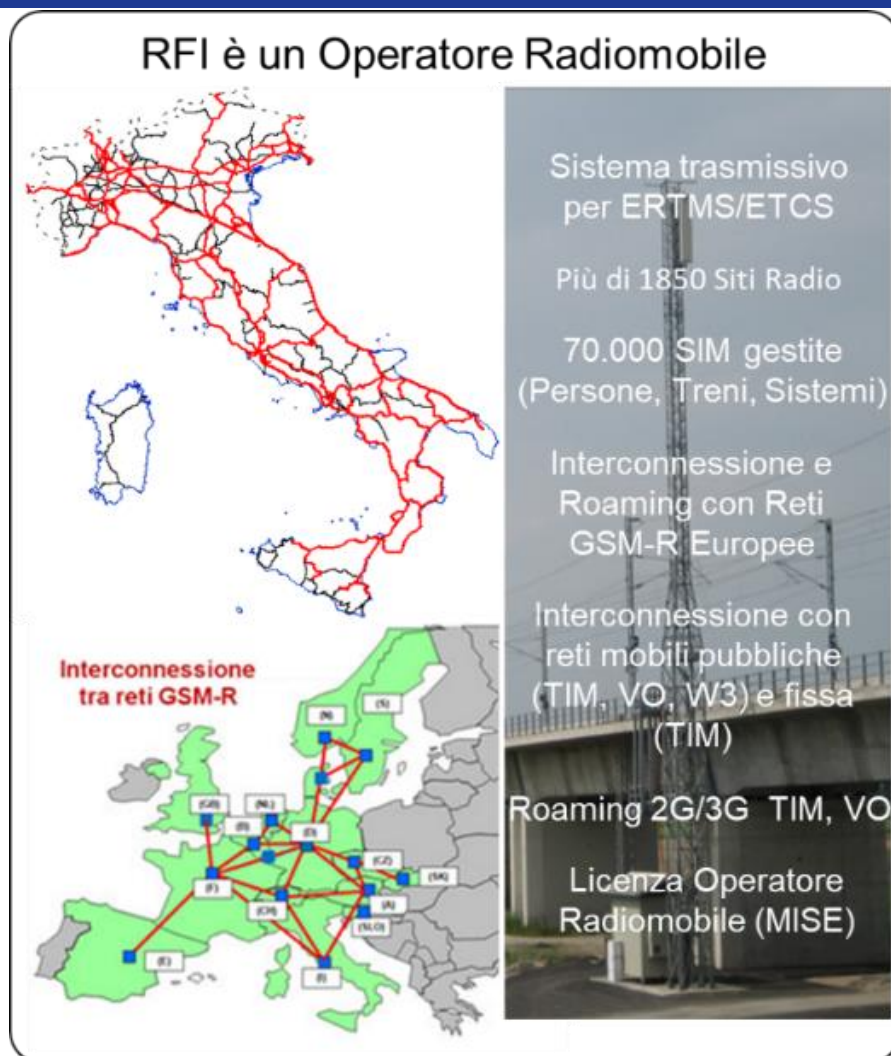 RFI è un Operatore Radiomobile
Sistema trasmissivo
per ERTMS/ETCS
Più di 1850 Siti Radio
70.000 SIM gestite
(Persone, Treni, Sistemi)
Interconnessione e
Roaming con Reti
GSM-R Europee
Interconnessione con
reti mobili pubbliche
(TIM, VO, W3) e fissa
(TIM)
Roaming 2G/3G TIM, VO
Licenza Operatore
Radiomobile (MISE)
Interconnessione
tra reti GSM-R
(N)
(S)
(GB)
(NL)
(B)
(D)
(CZ)
(SK)
(F)
(CH)
(A)
(SLO)
(E)
(I)